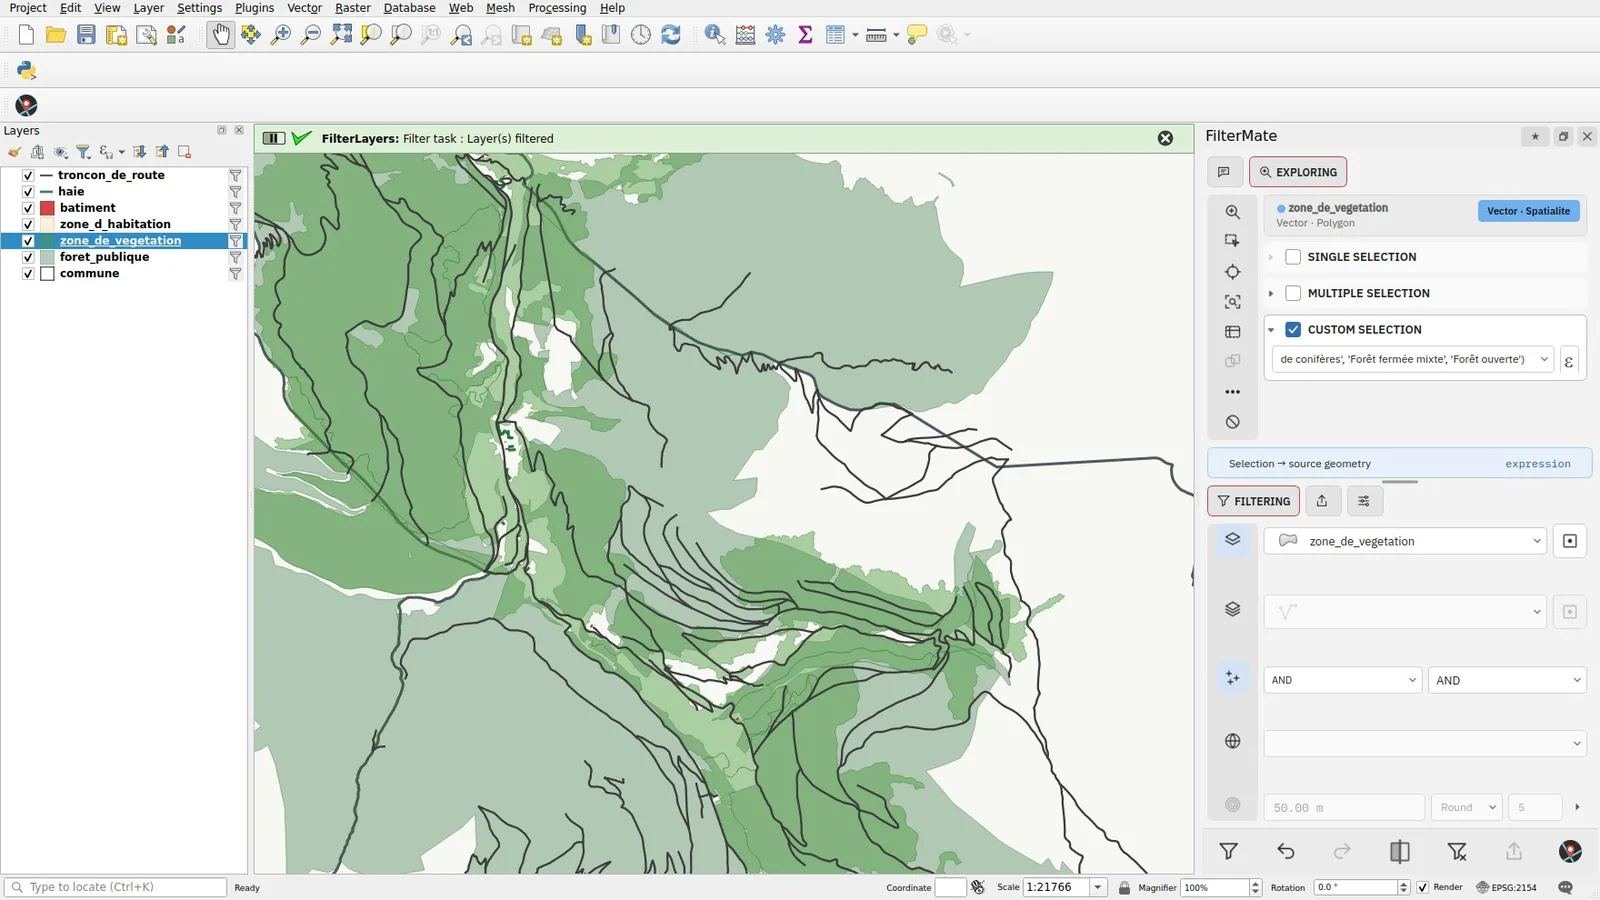 Project Edit View Layer Settings Plugins Vector Raster Database Web Mesh Processing Help
Layers
troncon_de_route
haie
batiment
zone_d_habitation
zone_de_vegetation
foret_publique
commune
FilterLayers: Filter task : Layer(s) filtered
FilterMate
EXPLORING
zone_de_vegetation
Vector · Polygon
Vector · Spatialite
SINGLE SELECTION
MULTIPLE SELECTION
CUSTOM SELECTION
de conifères', 'Forêt fermée mixte', 'Forêt ouverte')
ε
Selection → source geometry expression
FILTERING
zone_de_vegetation
AND AND
50.00 m Round 5
Type to locate (Ctrl+K) Ready Coordinate Scale 1:21766 Magnifier 100% Rotation 0.0 ° Render EPSG:2154